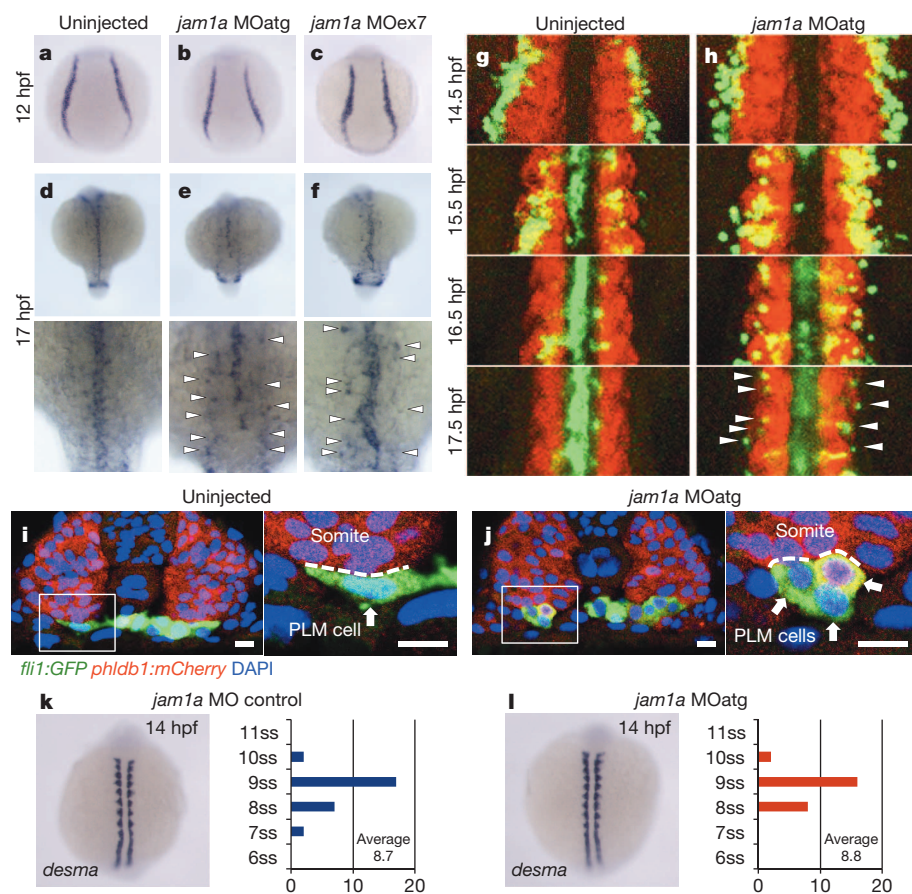 Uninjected jam1a MOatg jam1a MOex7
Uninjected jam1a MOatg
a b c
12 hpf
d e f
17 hpf
g h
14.5 hpf
15.5 hpf
16.5 hpf
17.5 hpf
Uninjected jam1a MOatg
i Somite
PLM cell
j Somite
PLM cells
fli1:GFP phldb1:mCherry DAPI
k jam1a MO control
14 hpf
desma
11ss
10ss
9ss
8ss
7ss
6ss
Average
8.7
0 10 20
l jam1a MOatg
14 hpf
desma
11ss
10ss
9ss
8ss
7ss
6ss
Average
8.8
0 10 20